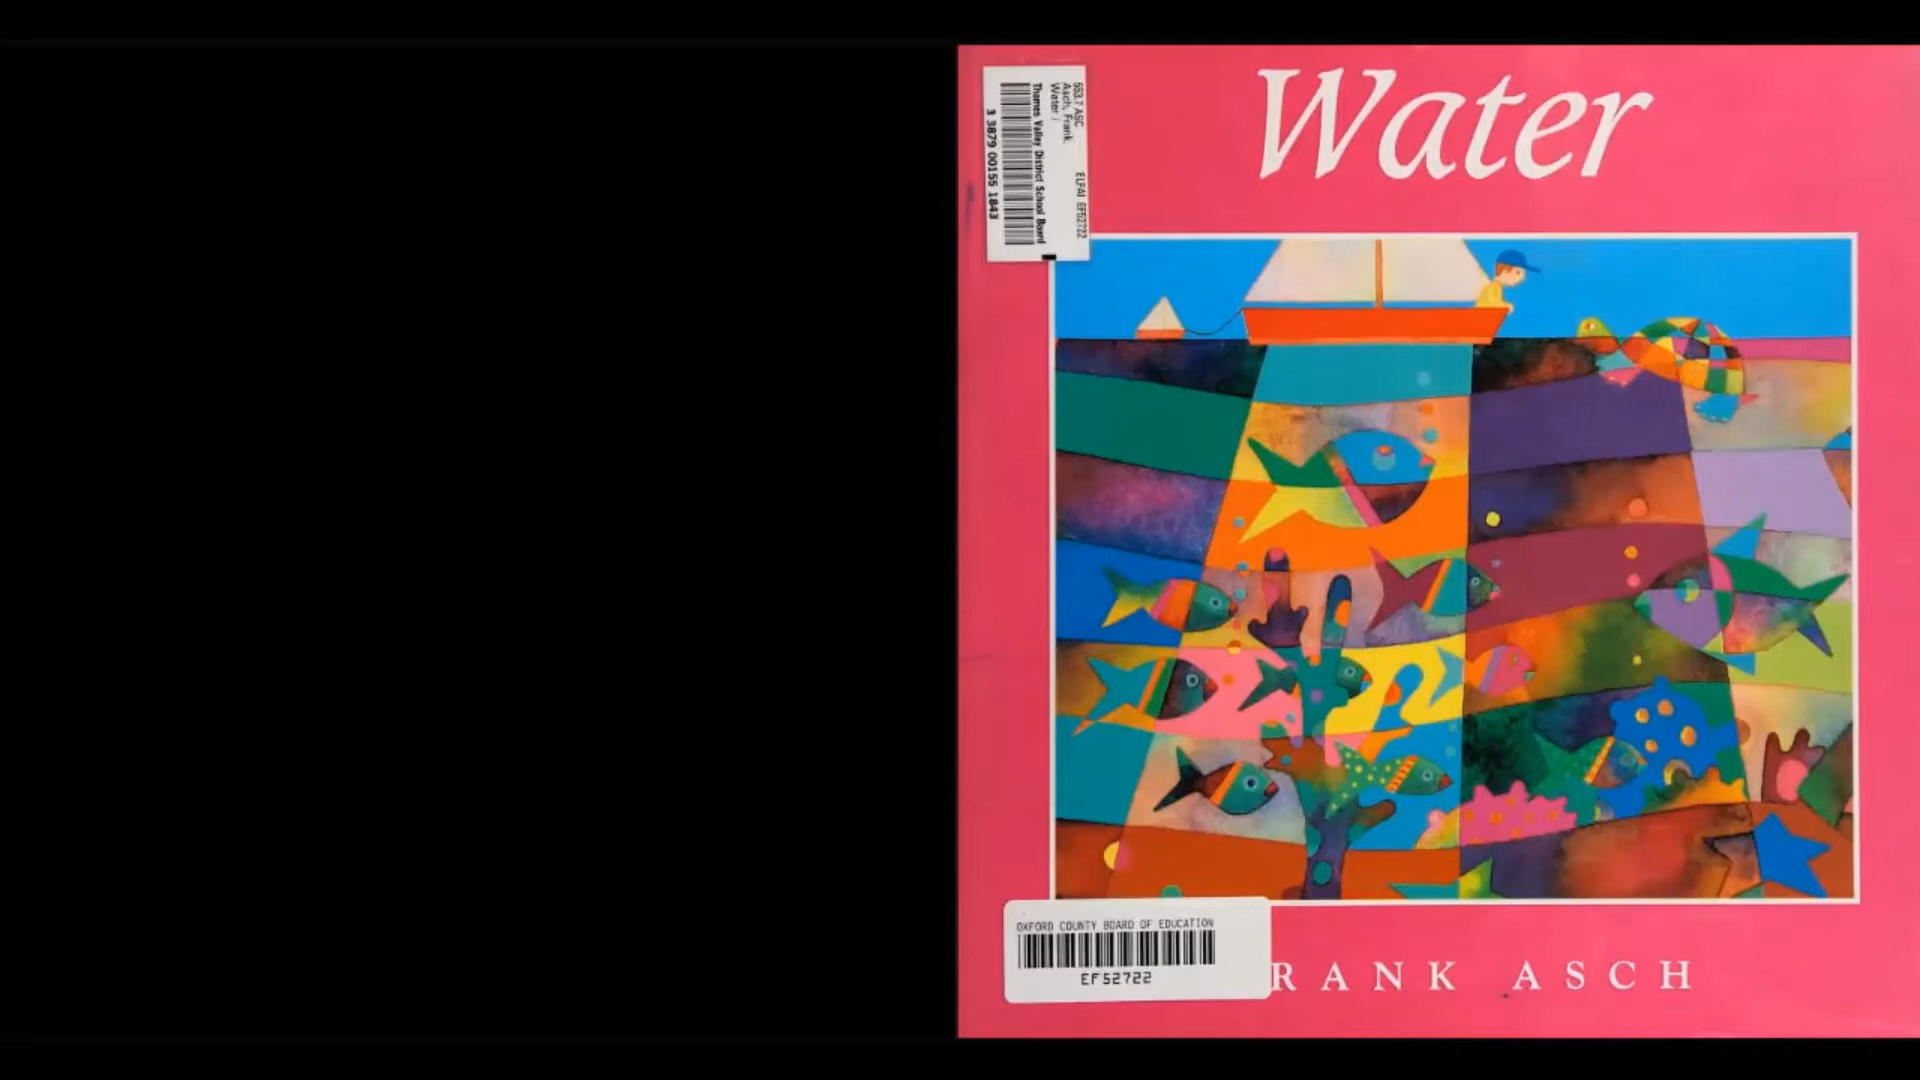 Water
553.7 ASC ELFAI EF52722
Asch, Frank.
Water /
Thames Valley District School Board
3 3879 00155 1843
OXFORD COUNTY BOARD OF EDUCATION
EF52722
RANK ASCH